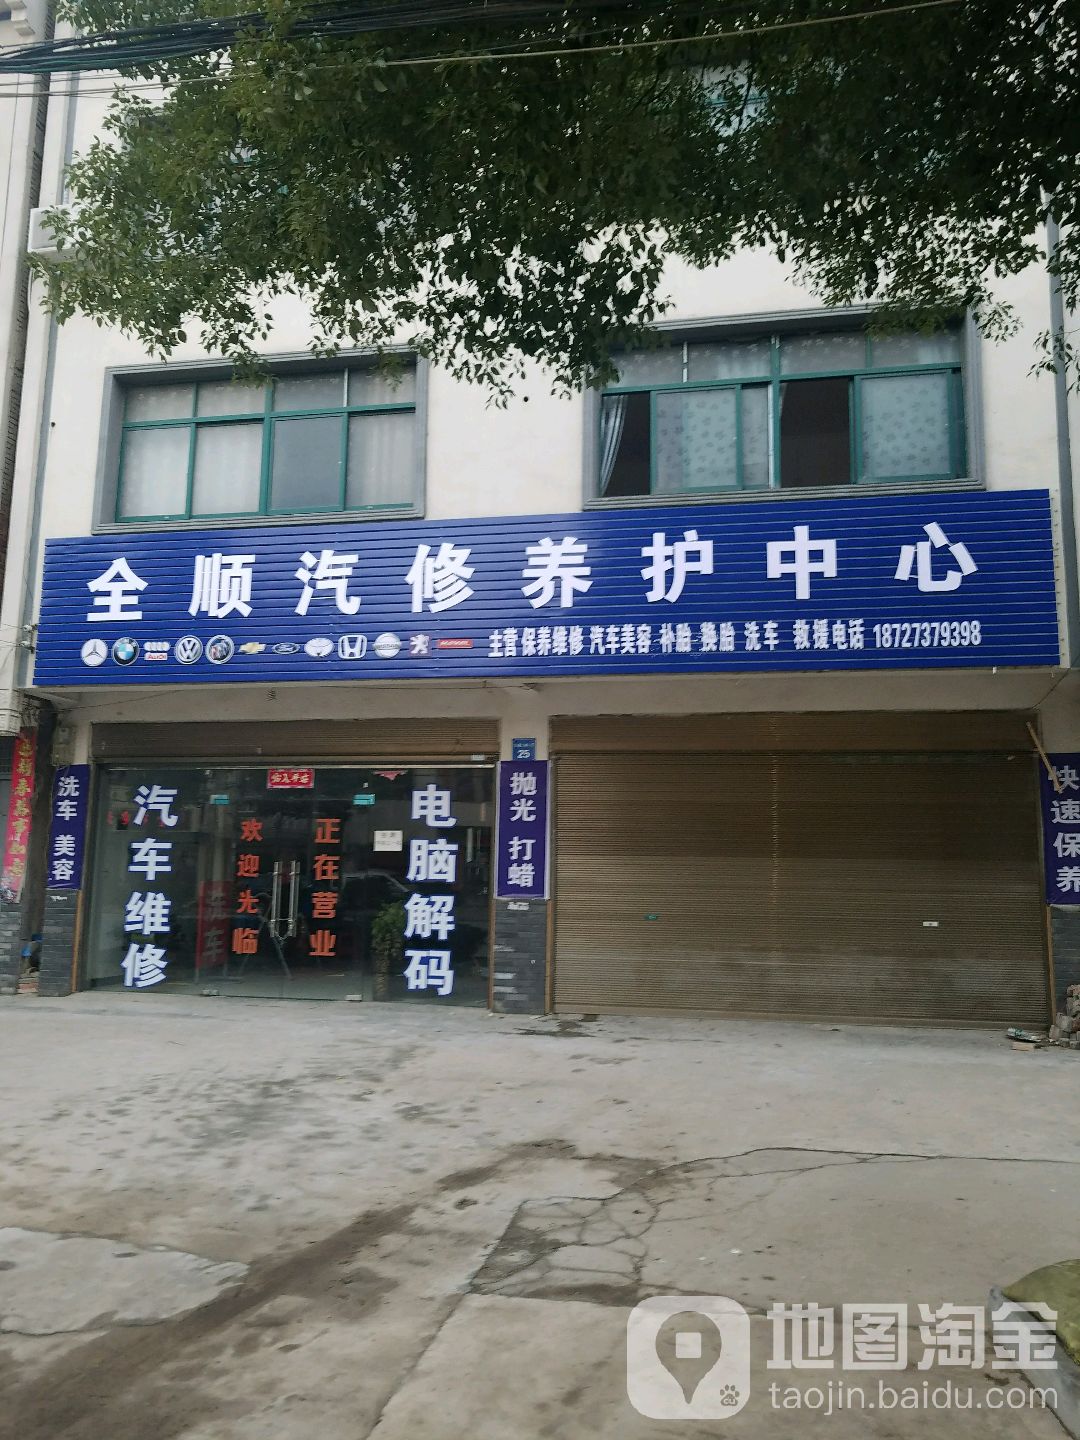 全顺汽修养护中心
主营 保养维修 汽车美容 补胎 换胎 洗车 救援电话 18727379398
25
洗车 美容
汽车维修
欢迎光临
正在营业
洗车
电脑解码
抛光 打蜡
快速保养
地图淘金
taojin.baidu.com